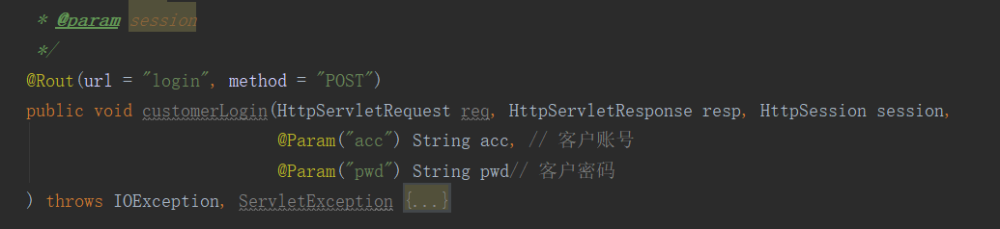 * @param session
*/
@Rout(url = "login", method = "POST")
public void customerLogin(HttpServletRequest req, HttpServletResponse resp, HttpSession session,
@Param("acc") String acc, // 客户账号
@Param("pwd") String pwd// 客户密码
) throws IOException, ServletException {...}